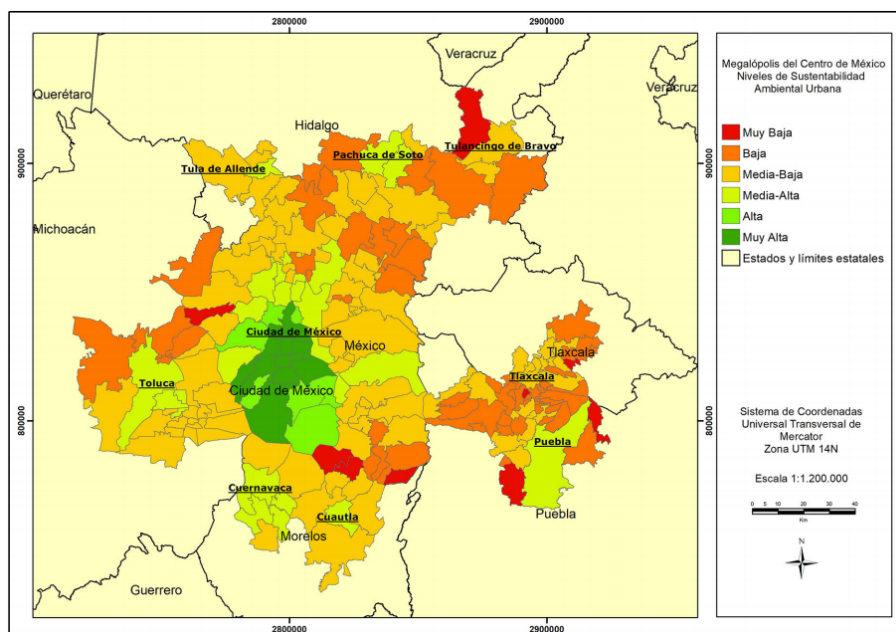 2800000
2900000
Veracruz
Veracruz
Querétaro
Hidalgo
Pachuca de Soto
Tulancingo de Bravo
Tula de Allende
900000
900000
Michoacán
Ciudad de México
México
Tlaxcala
Tlaxcala
Toluca
Ciudad de México
800000
800000
Puebla
Cuernavaca
Cuautla
Puebla
Morelos
Guerrero
2800000
2900000
Megalópolis del Centro de México
Niveles de Sustentabilidad
Ambiental Urbana
Muy Baja
Baja
Media-Baja
Media-Alta
Alta
Muy Alta
Estados y límites estatales
Sistema de Coordenadas
Universal Transversal de
Mercator
Zona UTM 14N
Escala 1:1.200.000
0 5 10 20 30 40
Km
N